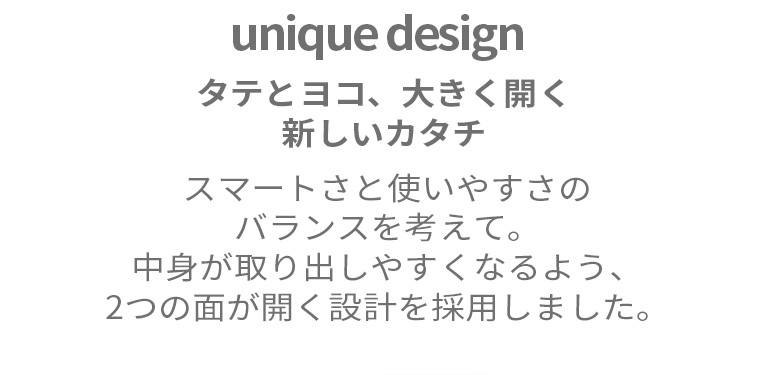 unique design
タテとヨコ、大きく開く
新しいカタチ
スマートさと使いやすさの
バランスを考えて。
中身が取り出しやすくなるよう、
2つの面が開く設計を採用しました。